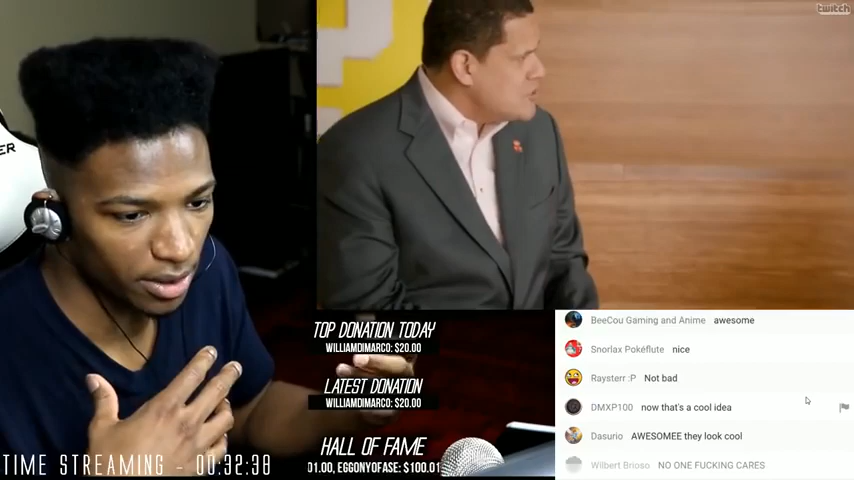 twitch
ER
TOP DONATION TODAY
WILLIAMDIMARCO: $20.00
LATEST DONATION
WILLIAMDIMARCO: $20.00
HALL OF FAME
01.00, EGGONYOFASE: $100.01
TIME STREAMING - 00:32:38
BeeCou Gaming and Anime awesome
Snorlax Pokéflute nice
Raysterr :P Not bad
DMXP100 now that's a cool idea
Dasurio AWESOMEE they look cool
Wilbert Brioso NO ONE FUCKING CARES